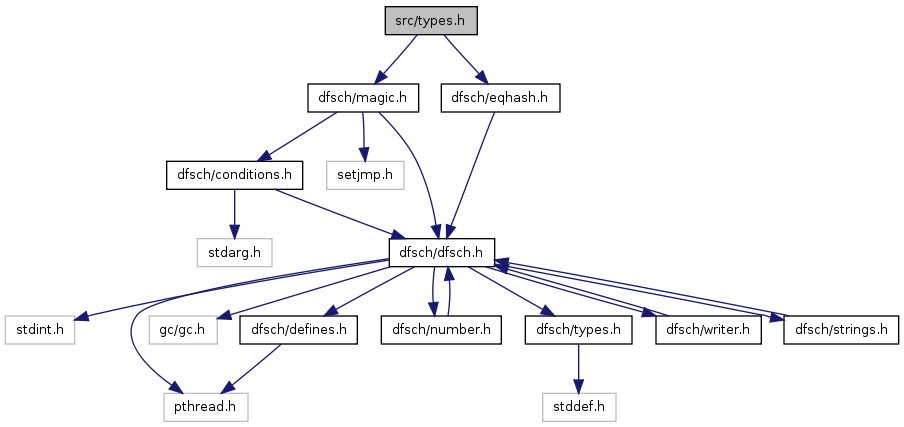 src/types.h
dfsch/magic.h
dfsch/eqhash.h
dfsch/conditions.h
setjmp.h
stdarg.h
dfsch/dfsch.h
stdint.h
gc/gc.h
dfsch/defines.h
dfsch/number.h
dfsch/types.h
dfsch/writer.h
dfsch/strings.h
pthread.h
stddef.h